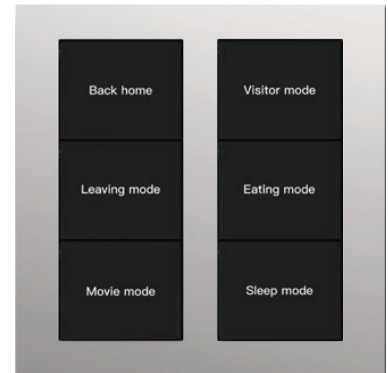 Back home
Visitor mode
Leaving mode
Eating mode
Movie mode
Sleep mode